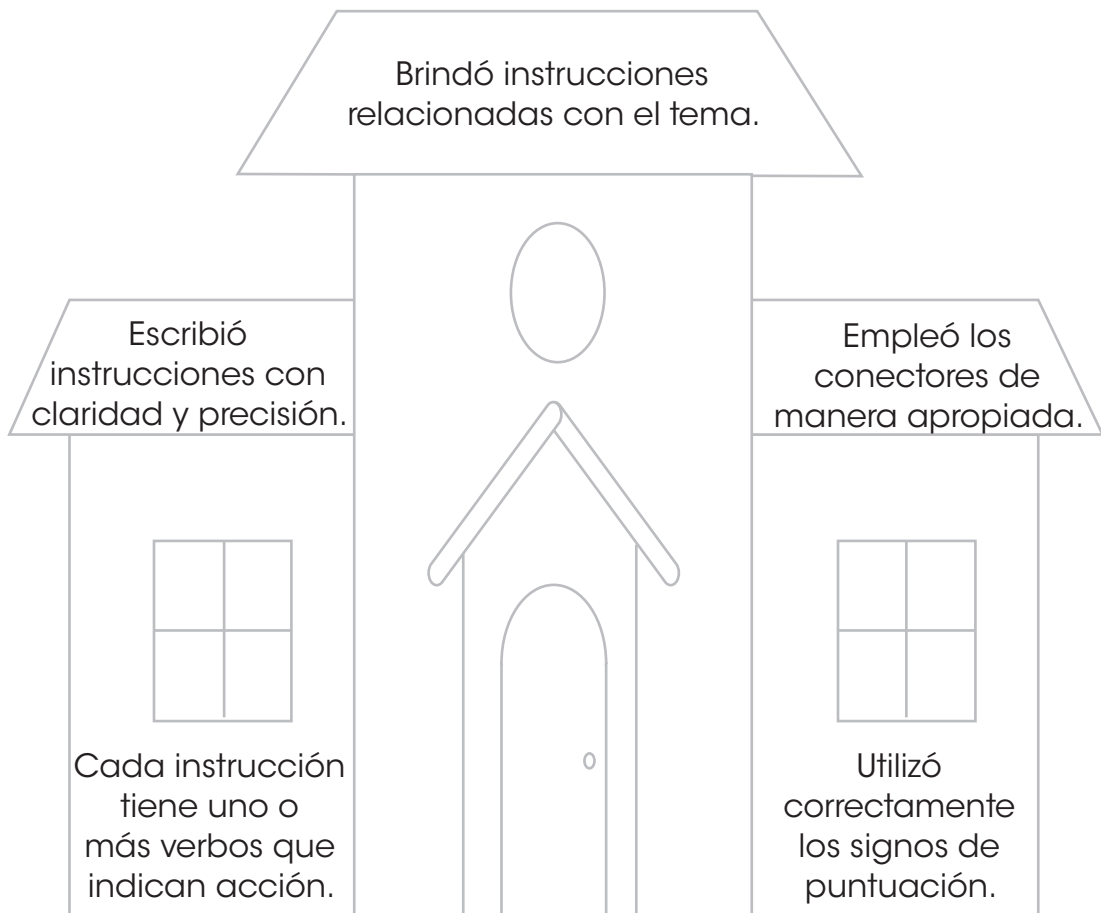 Brindó instrucciones
relacionadas con el tema.
Escribió
instrucciones con
claridad y precisión.
Empleó los
conectores de
manera apropiada.
Cada instrucción
tiene uno o
más verbos que
indican acción.
Utilizó
correctamente
los signos de
puntuación.